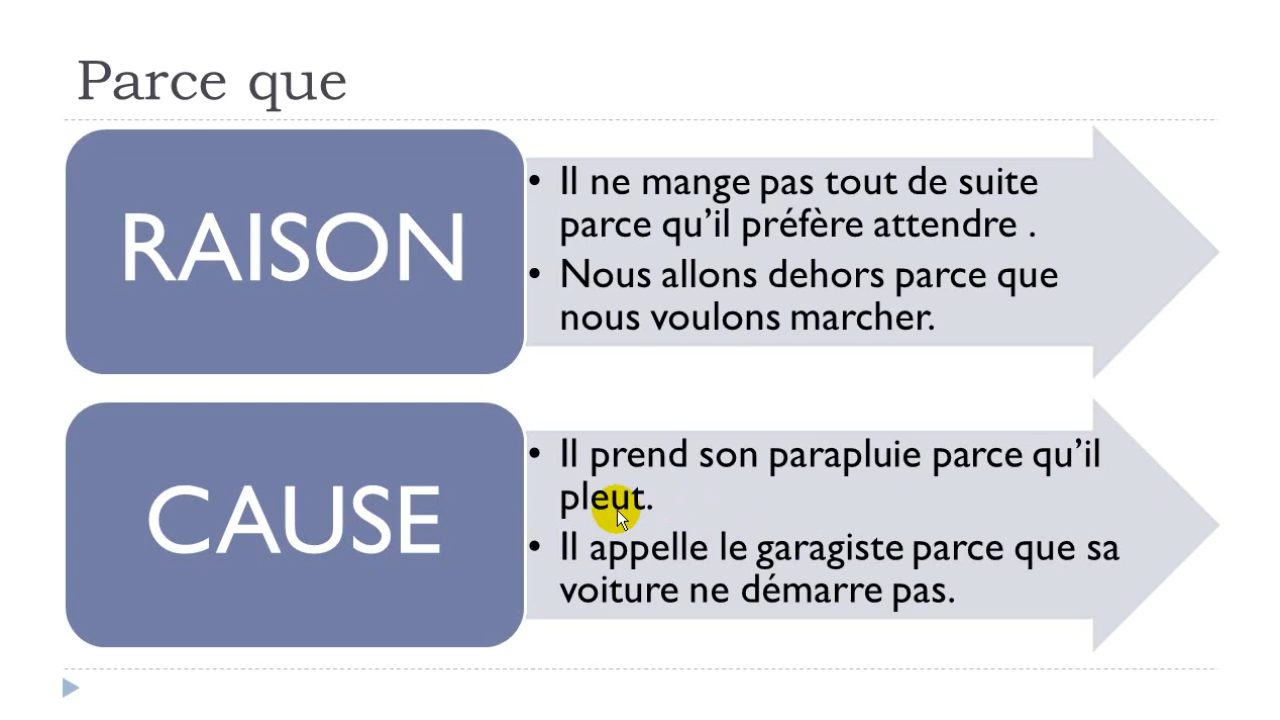 Parce que
RAISON
• Il ne mange pas tout de suite
parce qu’il préfère attendre .
• Nous allons dehors parce que
nous voulons marcher.
CAUSE
• Il prend son parapluie parce qu’il
pleut.
• Il appelle le garagiste parce que sa
voiture ne démarre pas.